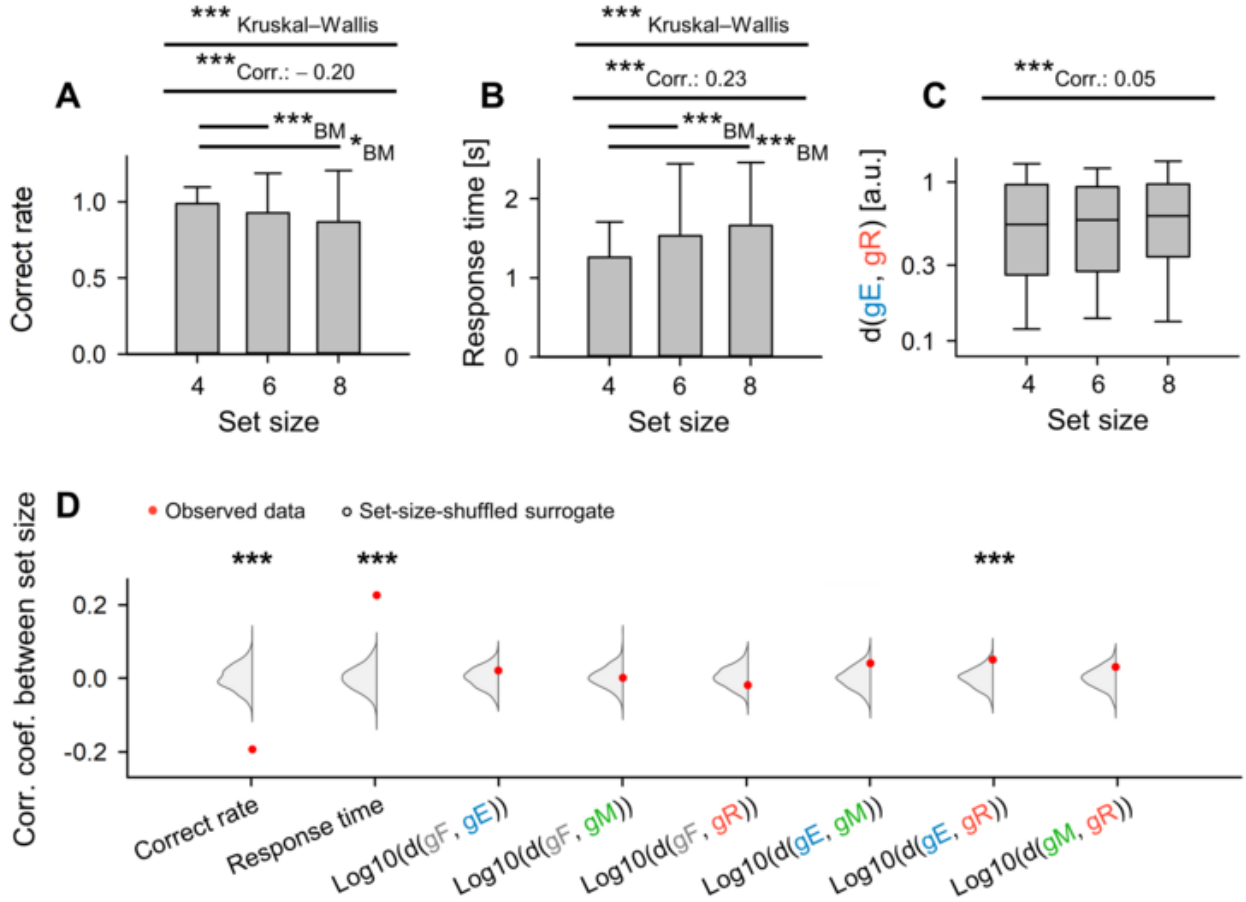 *** Kruskal–Wallis
***Corr.: – 0.20
A
***BM
*BM
Correct rate
1.0
0.5
0.0
4 6 8
Set size
*** Kruskal–Wallis
***Corr.: 0.23
B
***BM
***BM
Response time [s]
2
1
0
4 6 8
Set size
***Corr.: 0.05
C
d(gE, gR) [a.u.]
1
0.3
0.1
4 6 8
Set size
D
Observed data
Set-size-shuffled surrogate
*** *** ***
Corr. coef. between set size
0.2
0.0
-0.2
Correct rate
Response time
Log10(d(gF, gE))
Log10(d(gF, gM))
Log10(d(gF, gR))
Log10(d(gE, gM))
Log10(d(gE, gR))
Log10(d(gM, gR))